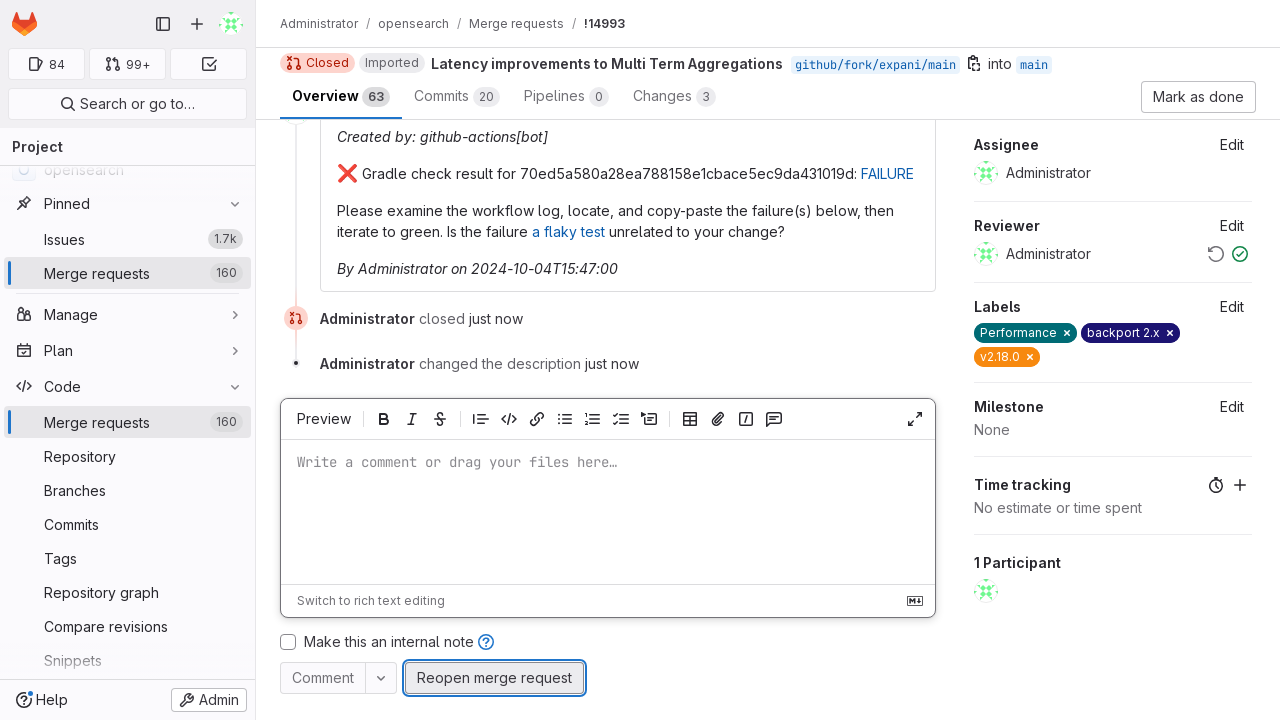 Administrator / opensearch / Merge requests / !14993
84
99+
Search or go to…
Project
opensearch
Pinned
Issues 1.7k
Merge requests 160
Manage
Plan
Code
Merge requests 160
Repository
Branches
Commits
Tags
Repository graph
Compare revisions
Snippets
Help
Admin
Closed Imported Latency improvements to Multi Term Aggregations github/fork/expani/main into main
Overview 63 Commits 20 Pipelines 0 Changes 3
Mark as done
Created by: github-actions[bot]
❌ Gradle check result for 70ed5a580a28ea788158e1cbace5ec9da431019d: FAILURE
Please examine the workflow log, locate, and copy-paste the failure(s) below, then
iterate to green. Is the failure a flaky test unrelated to your change?
By Administrator on 2024-10-04T15:47:00
Administrator closed just now
Administrator changed the description just now
Preview
Write a comment or drag your files here…
Switch to rich text editing
Make this an internal note
Comment
Reopen merge request
Assignee Edit
Administrator
Reviewer Edit
Administrator
Labels Edit
Performance × backport 2.x ×
v2.18.0 ×
Milestone Edit
None
Time tracking
No estimate or time spent
1 Participant